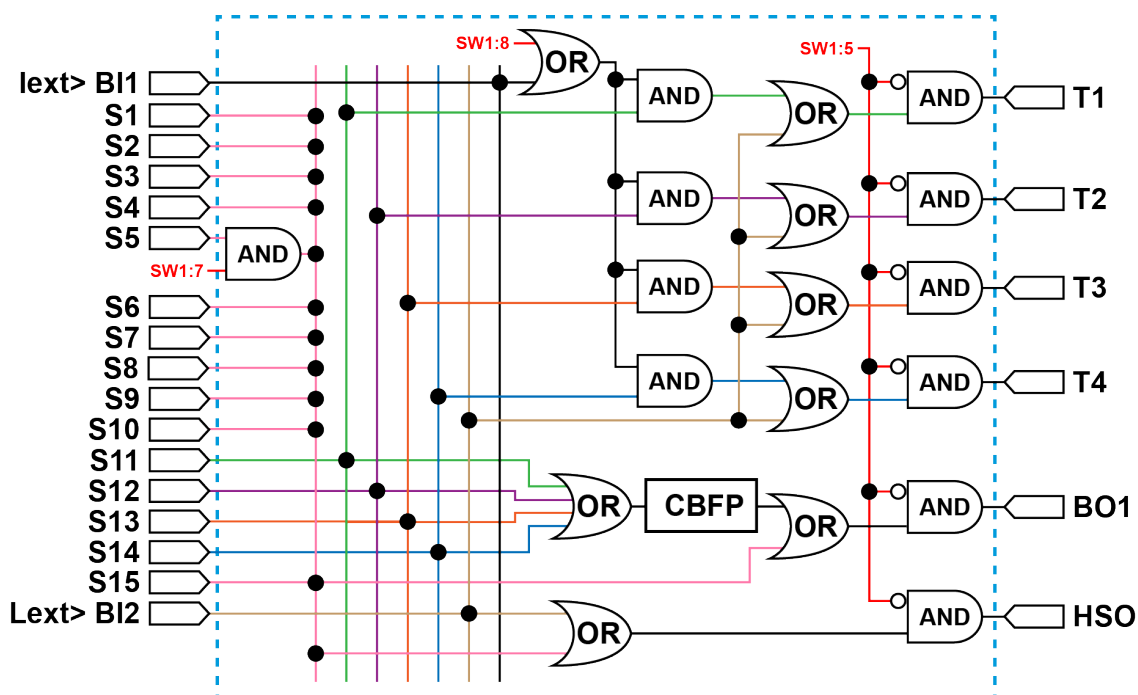 SW1:8
OR
SW1:5
Iext> BI1
AND
OR
AND
T1
S1
S2
S3
S4
AND
OR
AND
T2
S5
AND
SW1:7
S6
AND
OR
AND
T3
S7
S8
S9
AND
OR
AND
T4
S10
S11
S12
OR
CBFP
OR
AND
BO1
S13
S14
S15
Lext> BI2
OR
AND
HSO